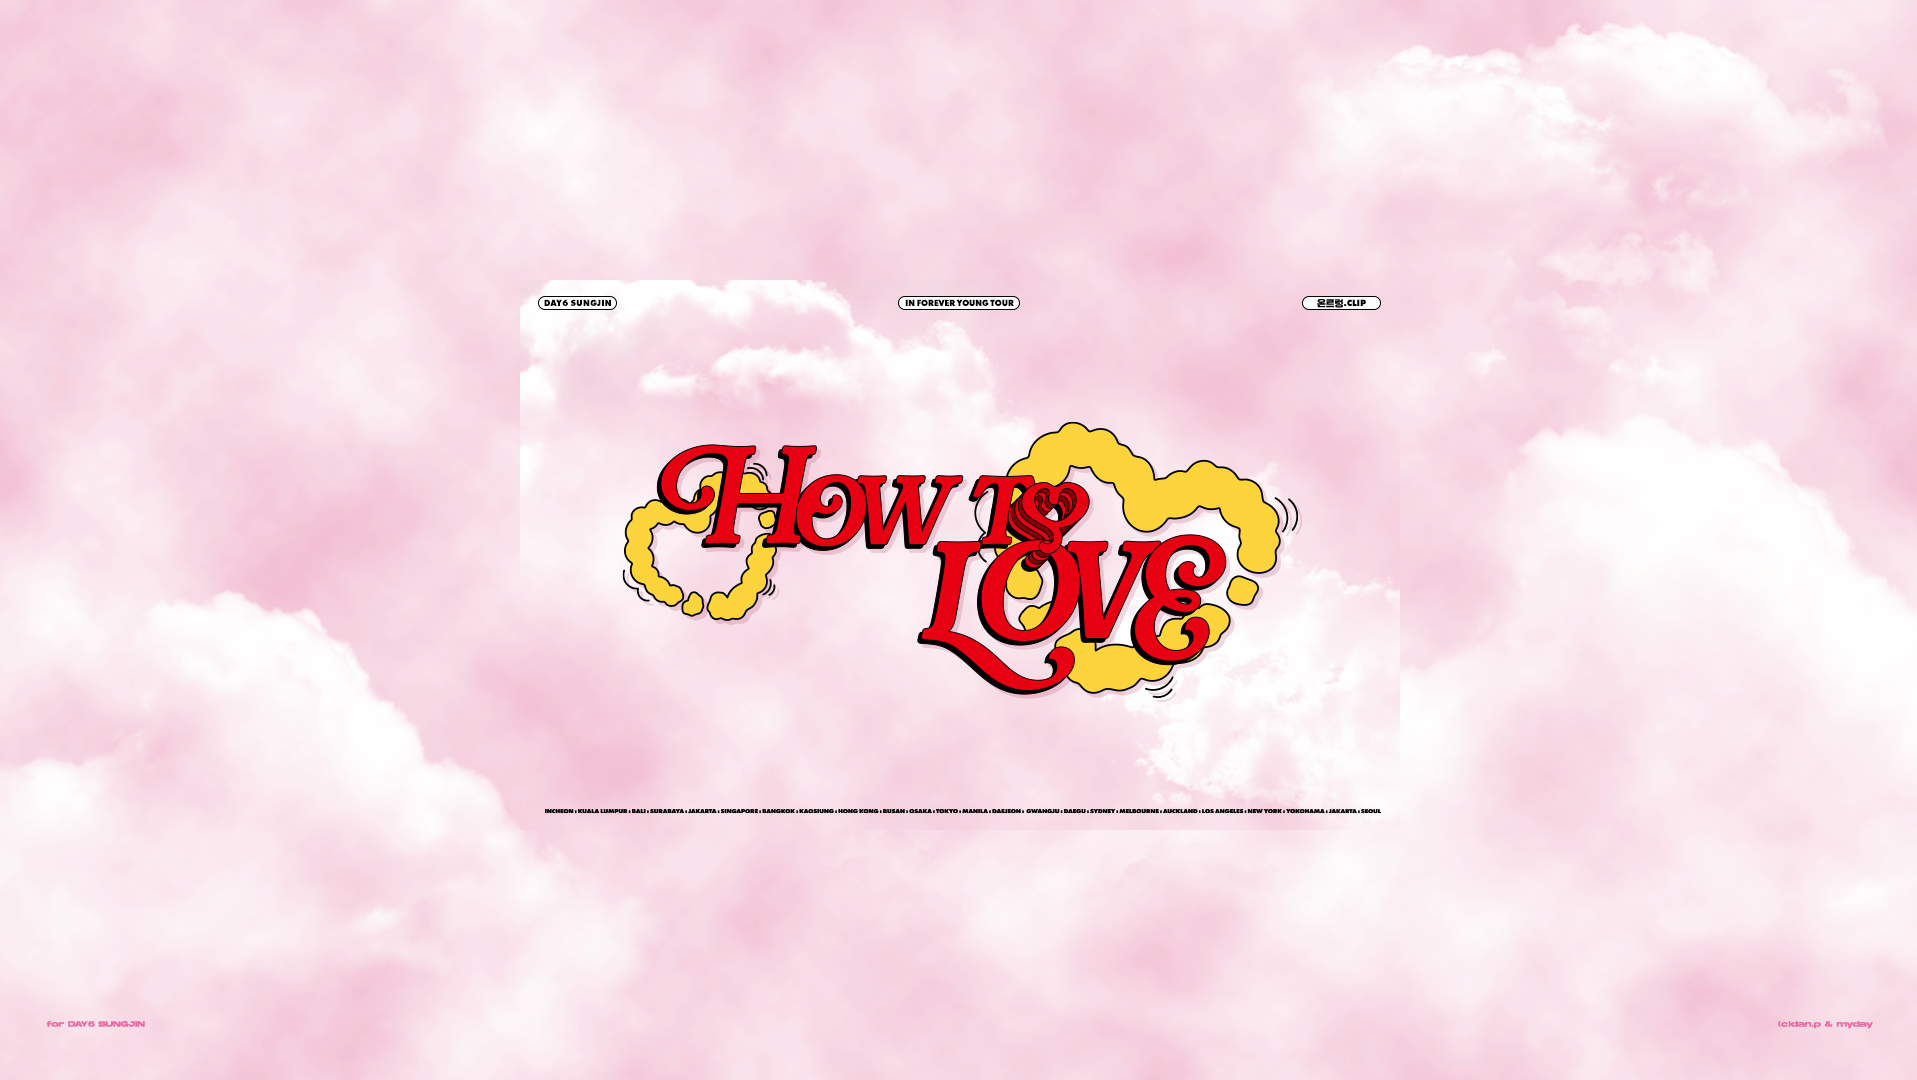 DAY6 SUNGJIN
IN FOREVER YOUNG TOUR
온르럼.CLIP
How to
LOVE
INCHEON : KUALA LUMPUR : BALI : SURABAYA : JAKARTA : SINGAPORE : BANGKOK : KAOSIUNG : HONG KONG : BUSAN : OSAKA : TOKYO : MANILA : DAEJEON : GWANGJU : DAEGU : SYDNEY : MELBOURNE : AUCKLAND : LOS ANGELES : NEW YORK : YOKOHAMA : JAKARTA : SEOUL
for DAY6 SUNGJIN
(c)dan.p & myday